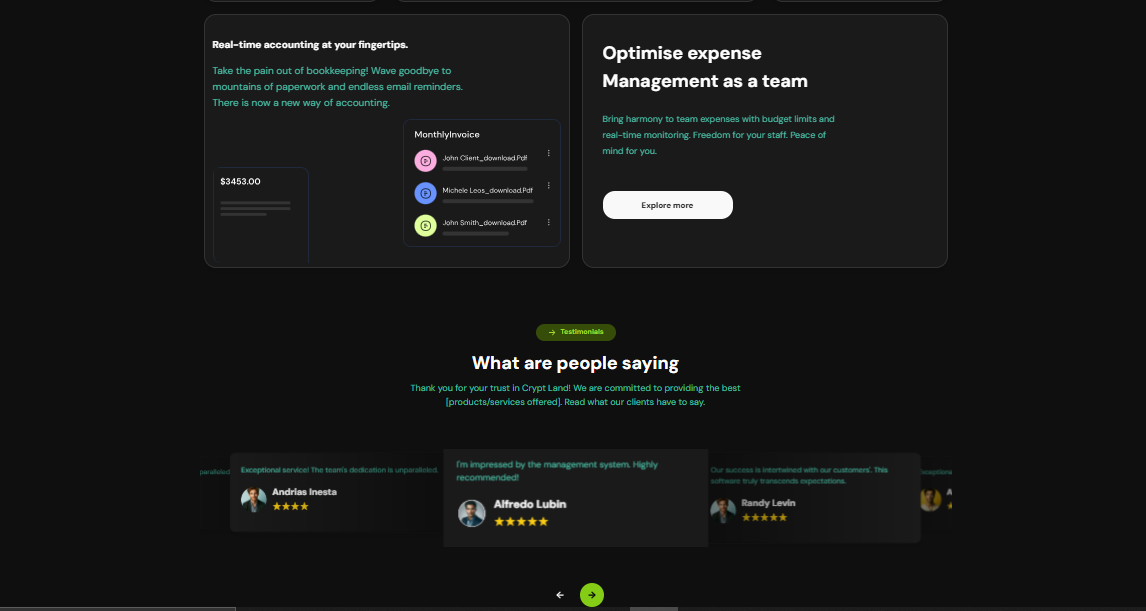 Real-time accounting at your fingertips.
Take the pain out of bookkeeping! Wave goodbye to
mountains of paperwork and endless email reminders.
There is now a new way of accounting.
MonthlyInvoice
John Client_download.Pdf
Michele Leos_download.Pdf
John Smith_download.Pdf
$3453.00
Optimise expense
Management as a team
Bring harmony to team expenses with budget limits and
real-time monitoring. Freedom for your staff. Peace of
mind for you.
Explore more
Testimonials
What are people saying
Thank you for your trust in Crypt Land! We are committed to providing the best
[products/services offered]. Read what our clients have to say.
Exceptional service! The team's dedication is unparalleled.
Andrias Inesta
I'm impressed by the management system. Highly
recommended!
Alfredo Lubin
Our success is intertwined with our customers'. This
software truly transcends expectations.
Randy Levin